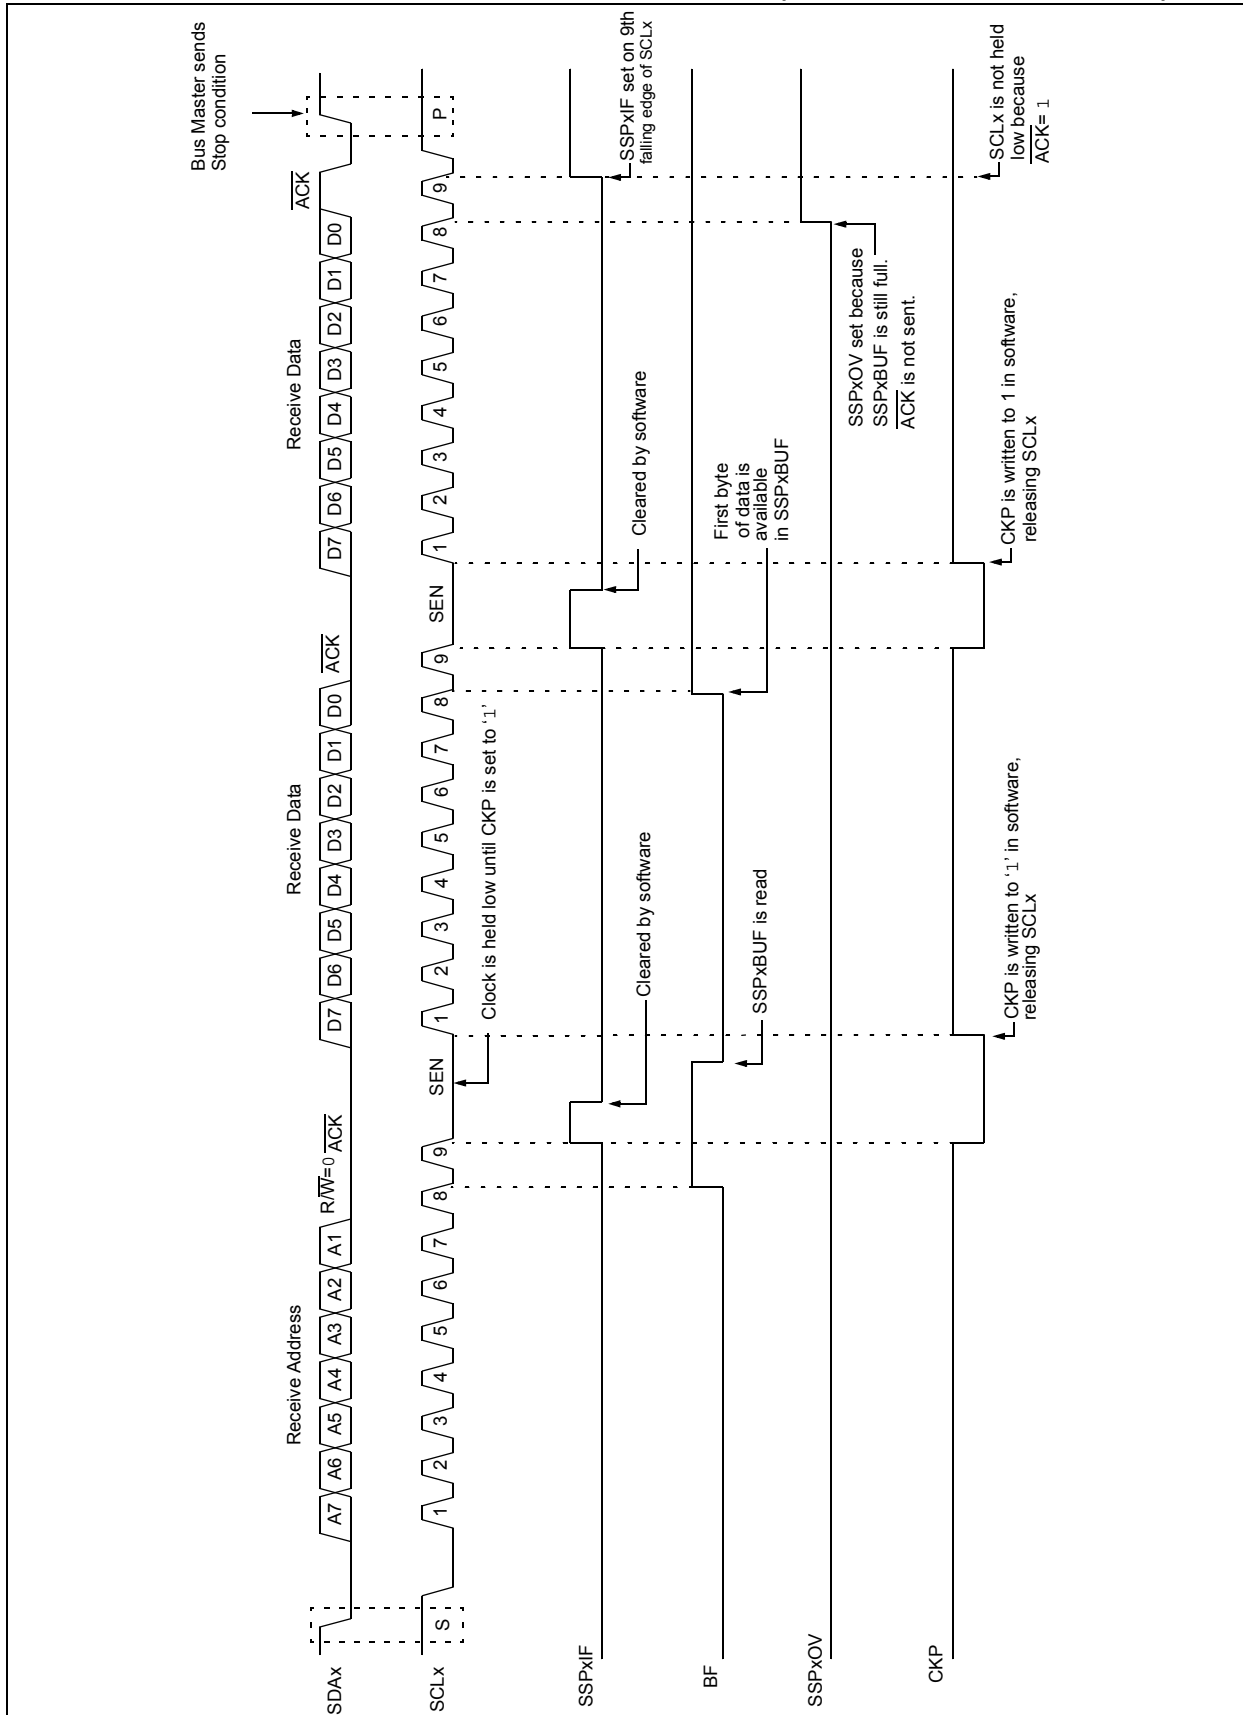 Bus Master sends
Stop condition
Receive Address
Receive Data
Receive Data
SDAx
A7 A6 A5 A4 A3 A2 A1 R/W=0 ACK D7 D6 D5 D4 D3 D2 D1 D0 ACK D7 D6 D5 D4 D3 D2 D1 D0 ACK
SCLx
S 1 2 3 4 5 6 7 8 9 SEN 1 2 3 4 5 6 7 8 9 SEN 1 2 3 4 5 6 7 8 9 P
Clock is held low until CKP is set to ‘1’
SSPxIF
Cleared by software
Cleared by software
SSPxIF set on 9th
falling edge of SCLx
BF
SSPxBUF is read
First byte
of data is
available
in SSPxBUF
SSPxOV
SSPxOV set because
SSPxBUF is still full.
ACK is not sent.
CKP
CKP is written to ‘1’ in software,
releasing SCLx
CKP is written to 1 in software,
releasing SCLx
SCLx is not held
low because
ACK= 1